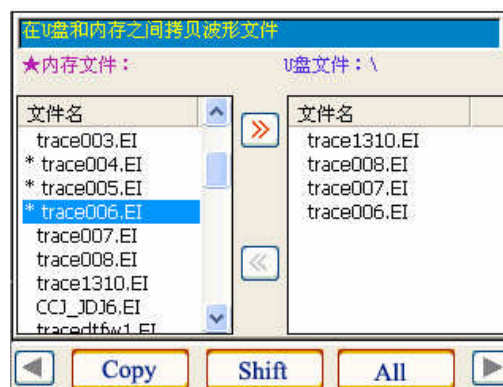 在U盘和内存之间拷贝波形文件
★内存文件： U盘文件：\
文件名 文件名
trace003.EI trace1310.EI
* trace004.EI trace008.EI
* trace005.EI trace007.EI
* trace006.EI trace006.EI
trace007.EI
trace008.EI
trace1310.EI
CCJ_JDJ6.EI
tracedtfw1.EI
Copy Shift All